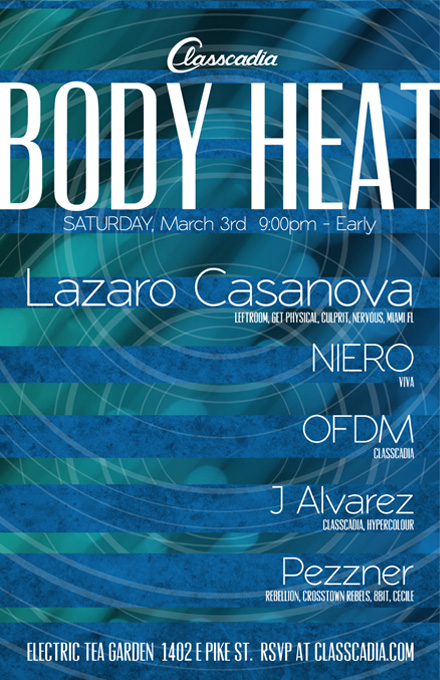 Classcadia
BODY HEAT
SATURDAY, March 3rd 9:00pm - Early
Lazaro Casanova
LEFTROOM, GET PHYSICAL, CULPRIT, NERVOUS, MIAMI FL
NIERO
VIVA
OFDM
CLASSCADIA
J Alvarez
CLASSCADIA, HYPERCOLOUR
Pezzner
REBELLION, CROSSTOWN REBELS, 8BIT, CECILE
ELECTRIC TEA GARDEN 1402 E PIKE ST. RSVP AT CLASSCADIA.COM